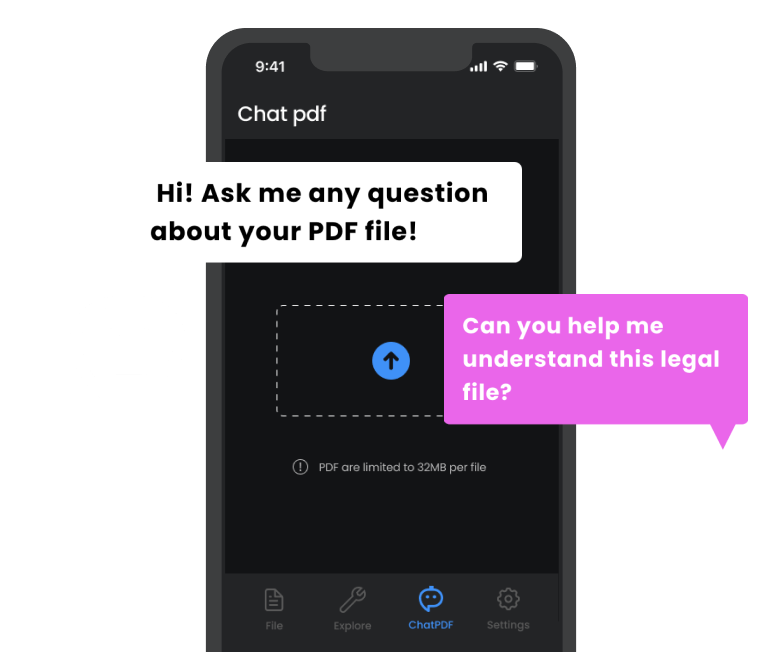 9:41
Chat pdf
Hi! Ask me any question
about your PDF file!
Can you help me
understand this legal
file?
PDF are limited to 32MB per file
File Explore ChatPDF Settings